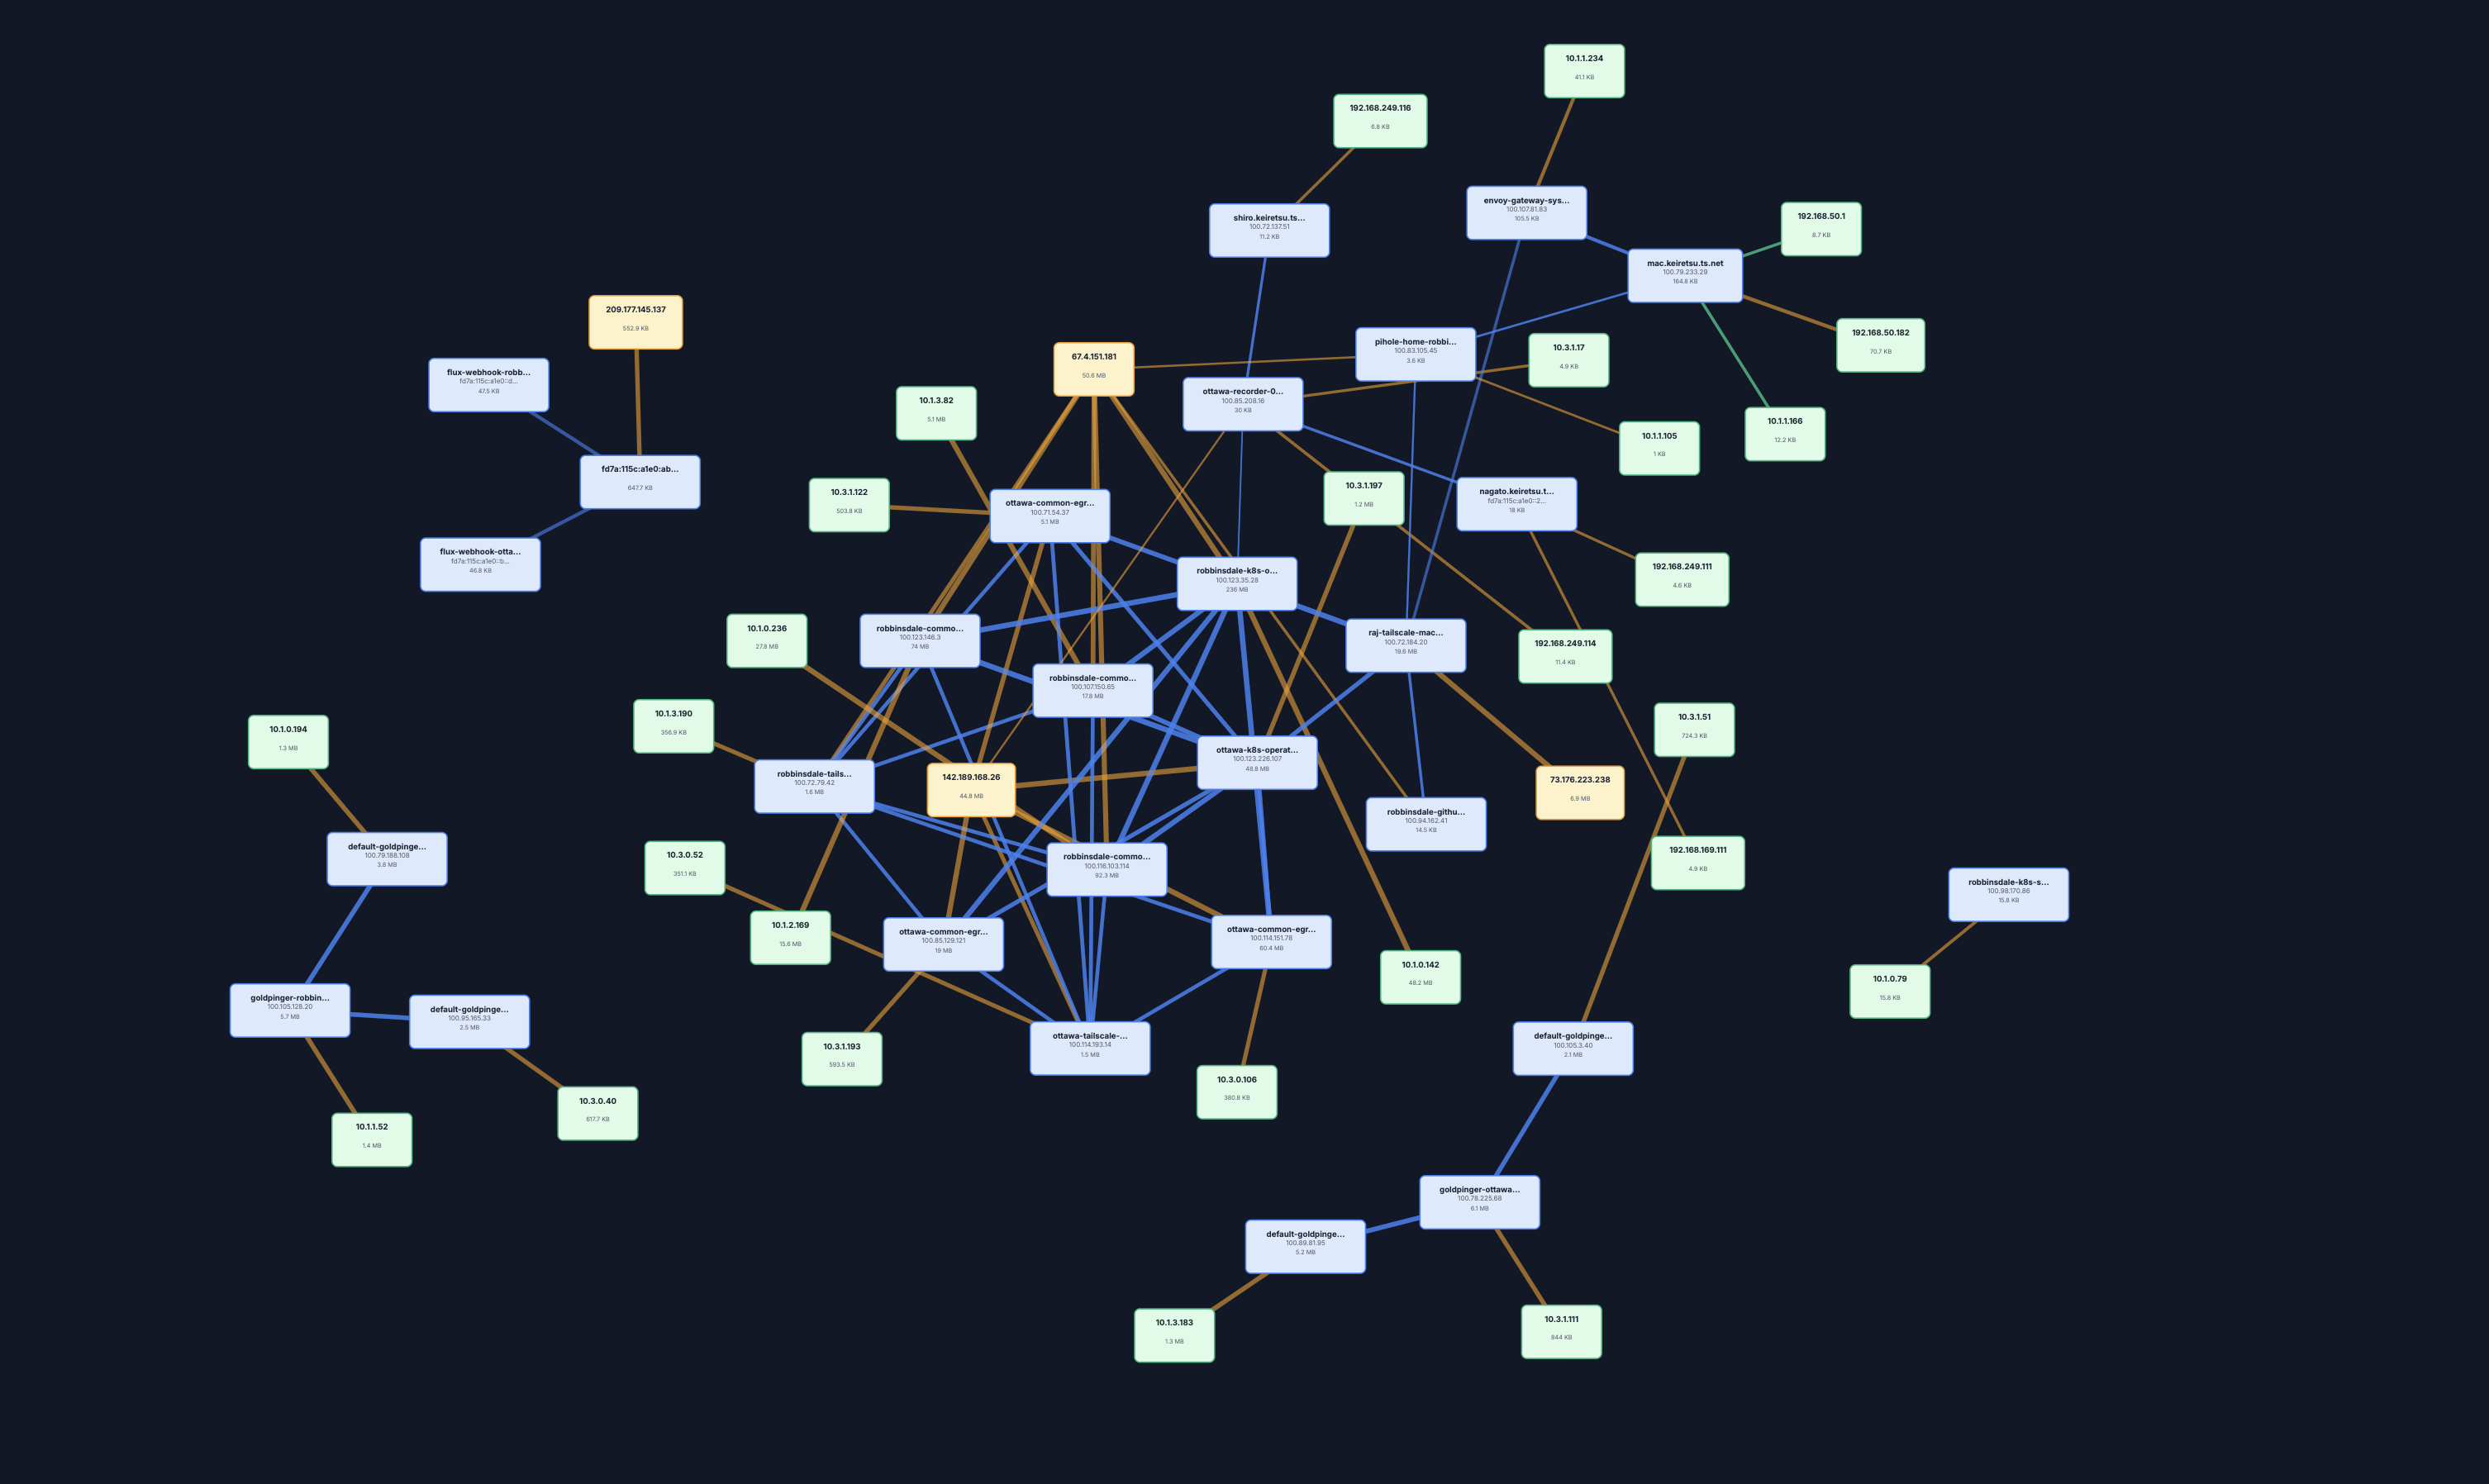 10.1.1.234
41.1 KB
192.168.249.116
6.8 KB
envoy-gateway-sys...
100.107.81.83
105.5 KB
shiro.keiretsu.ts...
100.72.137.51
11.2 KB
192.168.50.1
8.7 KB
mac.keiretsu.ts.net
100.79.233.29
164.8 KB
209.177.145.137
552.9 KB
192.168.50.182
70.7 KB
pihole-home-robbi...
100.83.105.45
3.6 KB
10.3.1.17
4.9 KB
67.4.151.181
50.6 MB
flux-webhook-robb...
fd7a:115c:a1e0::d...
47.5 KB
ottawa-recorder-0...
100.85.208.16
30 KB
10.1.3.82
5.1 MB
10.1.1.166
12.2 KB
10.1.1.105
1 KB
fd7a:115c:a1e0:ab...
647.7 KB
10.3.1.197
1.2 MB
nagato.keiretsu.t...
fd7a:115c:a1e0::2...
18 KB
10.3.1.122
503.8 KB
ottawa-common-egr...
100.71.54.37
5.1 MB
flux-webhook-otta...
fd7a:115c:a1e0::b...
46.8 KB
192.168.249.111
4.6 KB
robbinsdale-k8s-o...
100.123.35.28
236 MB
10.1.0.236
27.8 MB
robbinsdale-commo...
100.123.146.3
74 MB
raj-tailscale-mac...
100.72.184.20
19.6 MB
192.168.249.114
11.4 KB
robbinsdale-commo...
100.107.150.65
17.8 MB
10.1.3.190
356.9 KB
10.3.1.51
724.3 KB
10.1.0.194
1.3 MB
ottawa-k8s-operat...
100.123.226.107
48.8 MB
robbinsdale-tails...
100.72.79.42
1.6 MB
142.189.168.26
44.8 MB
73.176.223.238
6.9 MB
robbinsdale-githu...
100.94.162.41
14.5 KB
default-goldpinge...
100.79.188.108
3.8 MB
10.3.0.52
351.1 KB
192.168.169.111
4.9 KB
robbinsdale-commo...
100.116.103.114
92.3 MB
robbinsdale-k8s-s...
100.98.170.86
15.8 KB
10.1.2.169
15.6 MB
ottawa-common-egr...
100.85.129.121
19 MB
ottawa-common-egr...
100.114.151.78
60.4 MB
10.1.0.142
48.2 MB
10.1.0.79
15.8 KB
goldpinger-robbin...
100.105.128.20
5.7 MB
default-goldpinge...
100.95.165.33
2.5 MB
10.3.1.193
593.5 KB
ottawa-tailscale-...
100.114.193.14
1.5 MB
default-goldpinge...
100.105.3.40
2.1 MB
10.3.0.106
380.8 KB
10.3.0.40
617.7 KB
10.1.1.52
1.4 MB
goldpinger-ottawa...
100.78.225.68
6.1 MB
default-goldpinge...
100.89.81.95
5.2 MB
10.1.3.183
1.3 MB
10.3.1.111
844 KB